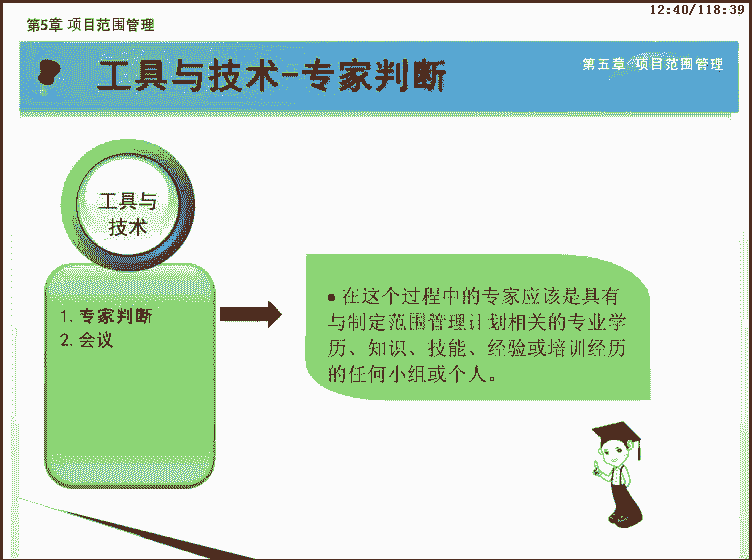 12:40/118:39
第5章 项目范围管理
工具与技术-专家判断
第五章 项目范围管理
工具与
技术
1. 专家判断
2. 会议
● 在这个过程中的专家应该是具有
与制定范围管理计划相关的专业学
历、知识、技能、经验或培训经历
的任何小组或个人。